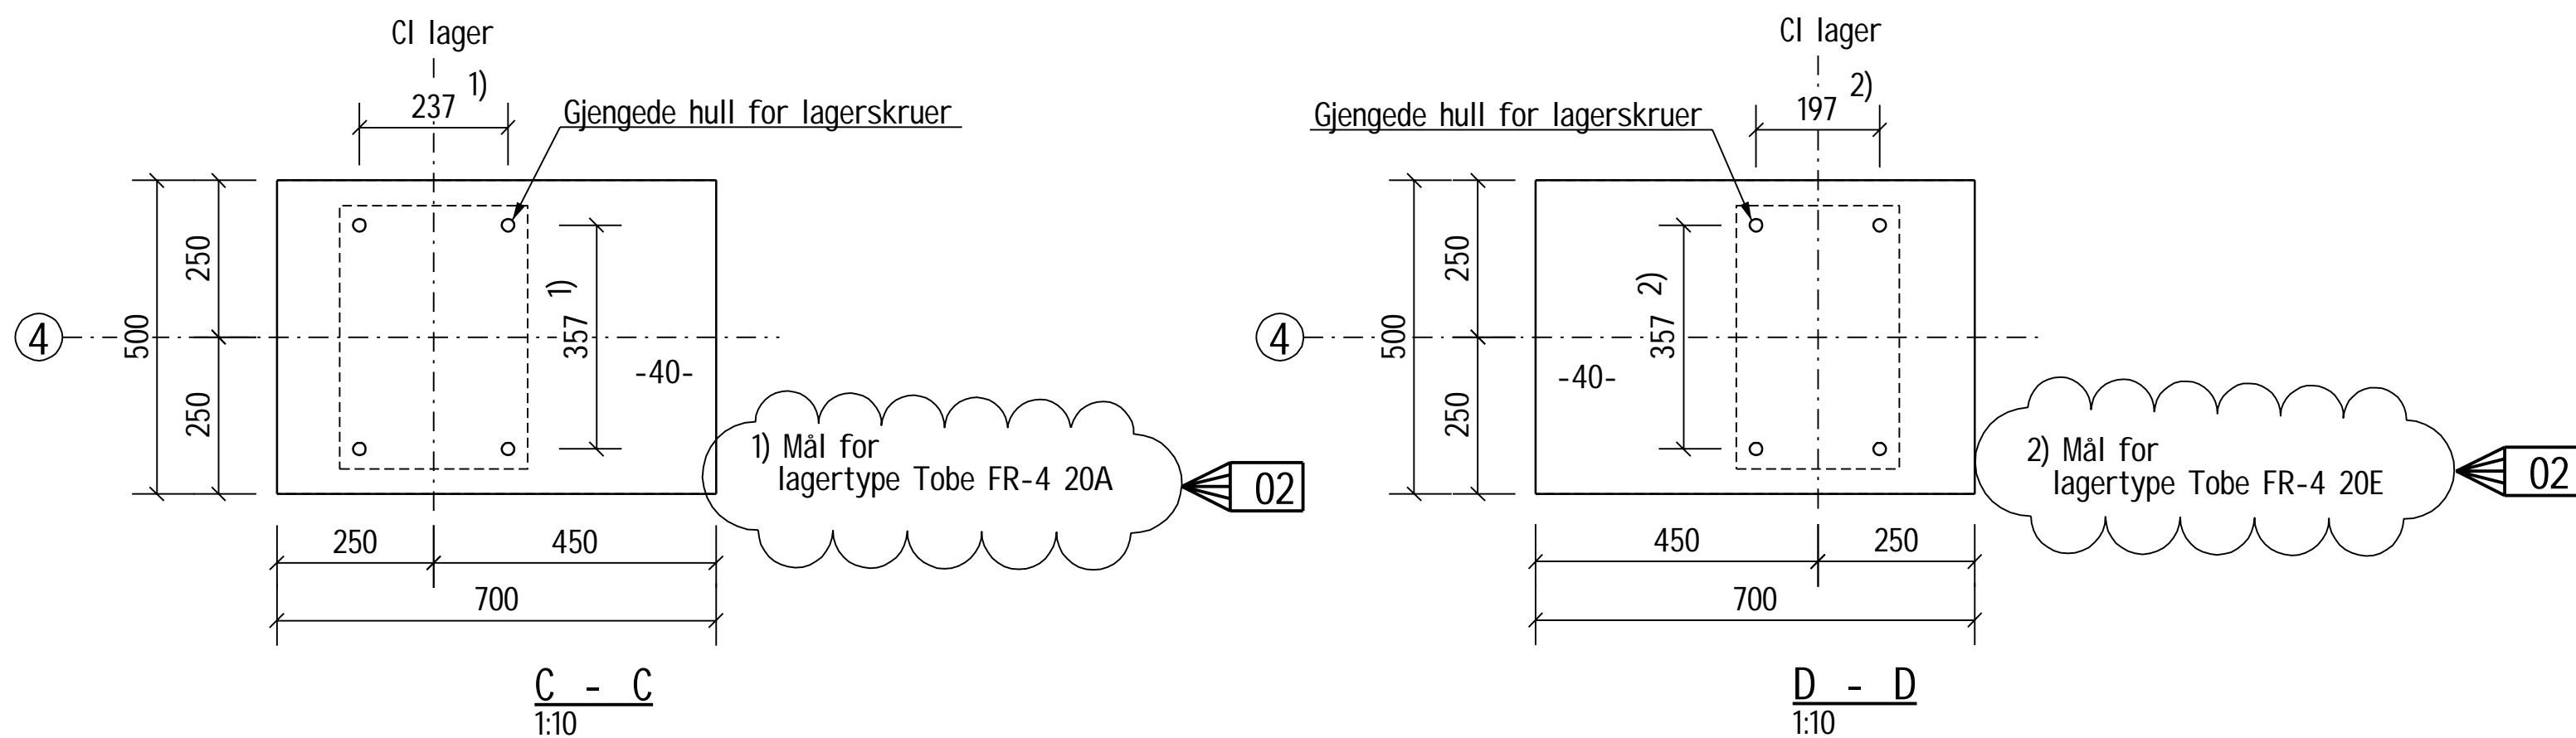 Cl lager
1)
237
Gjengede hull for lagerskruer
250
500
250
4
1)
357
-40-
1) Mål for
lagertype Tobe FR-4 20A
02
250
450
700
C - C
1:10
Cl lager
2)
197
Gjengede hull for lagerskruer
250
500
250
4
2)
357
-40-
2) Mål for
lagertype Tobe FR-4 20E
02
450
250
700
D - D
1:10